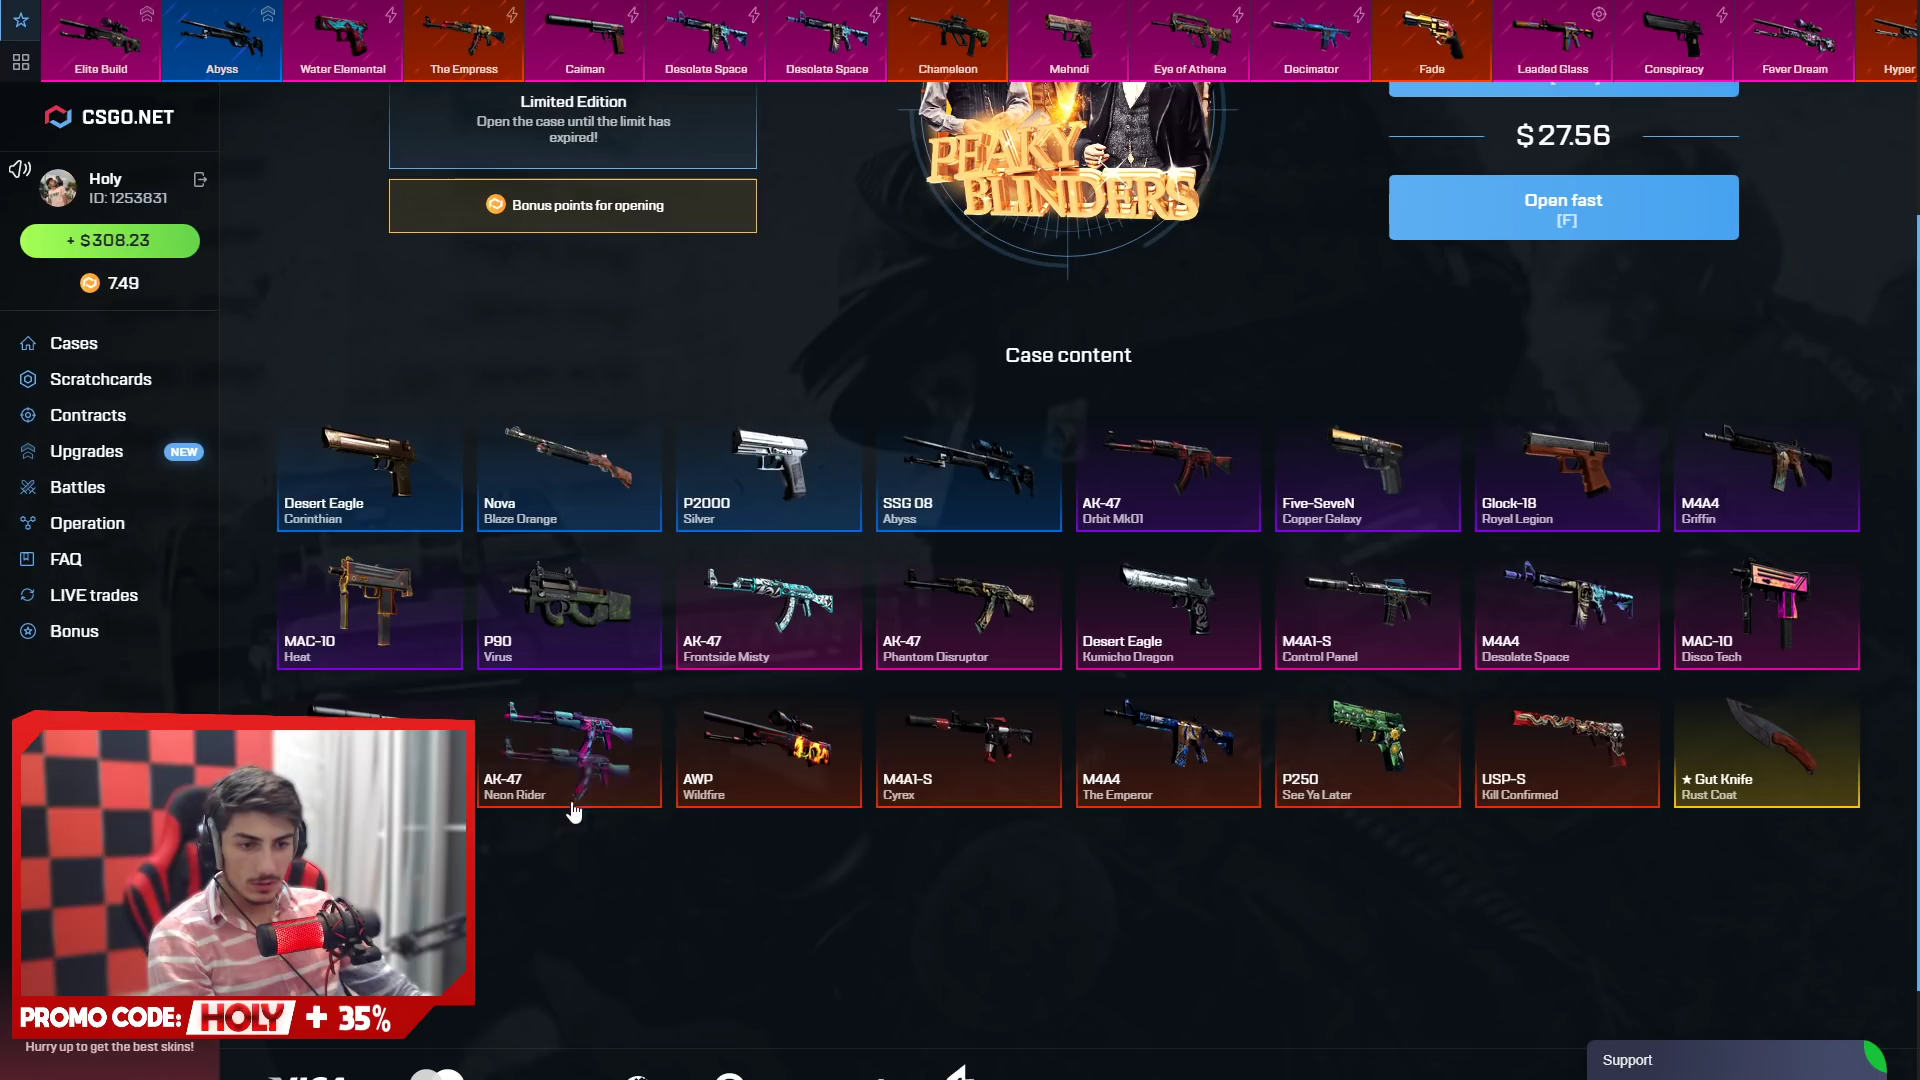 Elite Build
Abyss
Water Elemental
The Empress
Caiman
Desolate Space
Desolate Space
Chameleon
Mehndi
Eye of Athena
Decimator
Fade
Leaded Glass
Conspiracy
Fever Dream
Hyper
CSGO.NET
Holy
ID: 1253831
+ $308.23
7.49
Cases
Scratchcards
Contracts
Upgrades NEW
Battles
Operation
FAQ
LIVE trades
Bonus
Limited Edition
Open the case until the limit has
expired!
Bonus points for opening
PEAKY
BLINDERS
$ 27.56
Open fast
[F]
Case content
Desert Eagle
Corinthian
Nova
Blaze Orange
P2000
Silver
SSG 08
Abyss
AK-47
Orbit Mk01
Five-SeveN
Copper Galaxy
Glock-18
Royal Legion
M4A4
Griffin
MAC-10
Heat
P90
Virus
AK-47
Frontside Misty
AK-47
Phantom Disruptor
Desert Eagle
Kumicho Dragon
M4A1-S
Control Panel
M4A4
Desolate Space
MAC-10
Disco Tech
AK-47
Neon Rider
AWP
Wildfire
M4A1-S
Cyrex
M4A4
The Emperor
P250
See Ya Later
USP-S
Kill Confirmed
★ Gut Knife
Rust Coat
PROMO CODE: HOLY + 35%
Hurry up to get the best skins!
VISA
Support